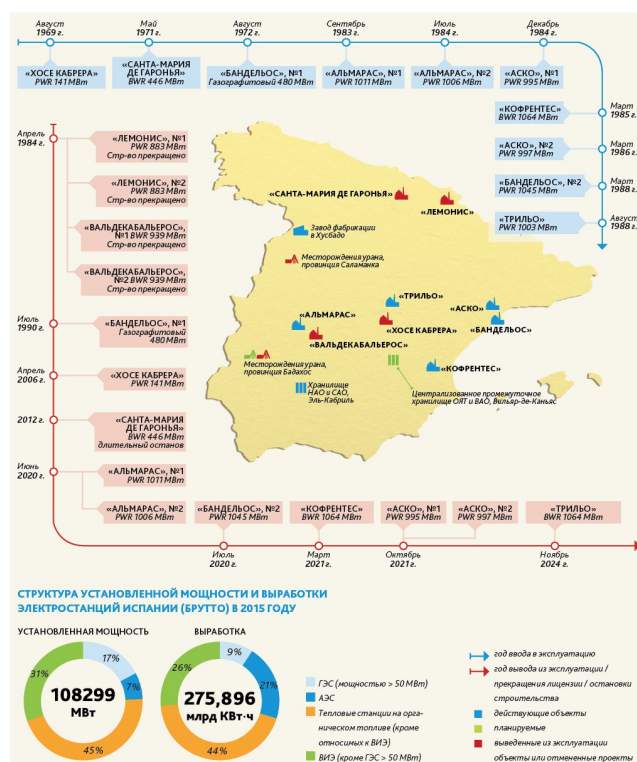 Август
1969 г.
Май
1971 г.
Август
1972 г.
Сентябрь
1983 г.
Июль
1984 г.
Декабрь
1984 г.
«ХОСЕ КАБРЕРА»
PWR 141 МВт
«САНТА-МАРИЯ
ДЕ ГАРОНЬЯ»
BWR 446 МВт
«БАНДЕЛЬОС», №1
Газографитовый 480 МВт
«АЛЬМАРАС», №1
PWR 1011 МВт
«АЛЬМАРАС», №2
PWR 1006 МВт
«АСКО», №1
PWR 995 МВт
«КОФРЕНТЕС»
BWR 1064 МВт
Март
1985 г.
«АСКО», №2
PWR 997 МВт
Март
1986 г.
«БАНДЕЛЬОС», №2
PWR 1045 МВт
Март
1988 г.
«ТРИЛЬО»
PWR 1003 МВт
Август
1988 г.
Апрель
1984 г.
«ЛЕМОНИС», №1
PWR 883 МВт
Стр-во прекращено
«ЛЕМОНИС», №2
PWR 883 МВт
Стр-во прекращено
«ВАЛЬДЕКАБАЛЬЕРОС»,
№1 BWR 939 МВт
Стр-во прекращено
«ВАЛЬДЕКАБАЛЬЕРОС»,
№2 BWR 939 МВт
Стр-во прекращено
Июль
1990 г.
«БАНДЕЛЬОС», №1
Газографитовый
480 МВт
Апрель
2006 г.
«ХОСЕ КАБРЕРА»
PWR 141 МВт
2012 г.
«САНТА-МАРИЯ
ДЕ ГАРОНЬЯ»
BWR 446 МВт
длительный останов
Июнь
2020 г.
«АЛЬМАРАС», №1
PWR 1011 МВт
«АЛЬМАРАС», №2
PWR 1006 МВт
«БАНДЕЛЬОС», №2
PWR 1045 МВт
«КОФРЕНТЕС»
BWR 1064 МВт
«АСКО», №1
PWR 995 МВт
«АСКО», №2
PWR 997 МВт
«ТРИЛЬО»
BWR 1064 МВт
Июль
2020 г.
Март
2021 г.
Октябрь
2021 г.
Ноябрь
2024 г.
«САНТА-МАРИЯ ДЕ ГАРОНЬЯ»
«ЛЕМОНИС»
Завод фабрикации
в Хусбадо
Месторождения урана,
провинция Саламанка
«ТРИЛЬО»
«АСКО»
«АЛЬМАРАС»
«ХОСЕ КАБРЕРА»
«БАНДЕЛЬОС»
«ВАЛЬДЕКАБАЛЬЕРОС»
Месторождения урана,
провинция Бадахос
«КОФРЕНТЕС»
Хранилище
НАО и САО,
Эль-Кабриль
Централизованное промежуточное
хранилище ОЯТ и ВАО, Вильяр-де-Каньяс
СТРУКТУРА УСТАНОВЛЕННОЙ МОЩНОСТИ И ВЫРАБОТКИ
ЭЛЕКТРОСТАНЦИЙ ИСПАНИИ (БРУТТО) В 2015 ГОДУ
УСТАНОВЛЕННАЯ МОЩНОСТЬ
17%
7%
45%
31%
108299
МВт
ВЫРАБОТКА
9%
21%
44%
26%
275,896
млрд КВт·ч
ГЭС (мощностью > 50 МВт)
АЭС
Тепловые станции на орга-
ническом топливе (кроме
относимых к ВИЭ)
ВИЭ (кроме ГЭС > 50 МВт)
год ввода в эксплуатацию
год вывода из эксплуатации /
прекращения лицензии / остановки
строительства
действующие объекты
планируемые
выведенные из эксплуатации
объекты или отмененные проекты